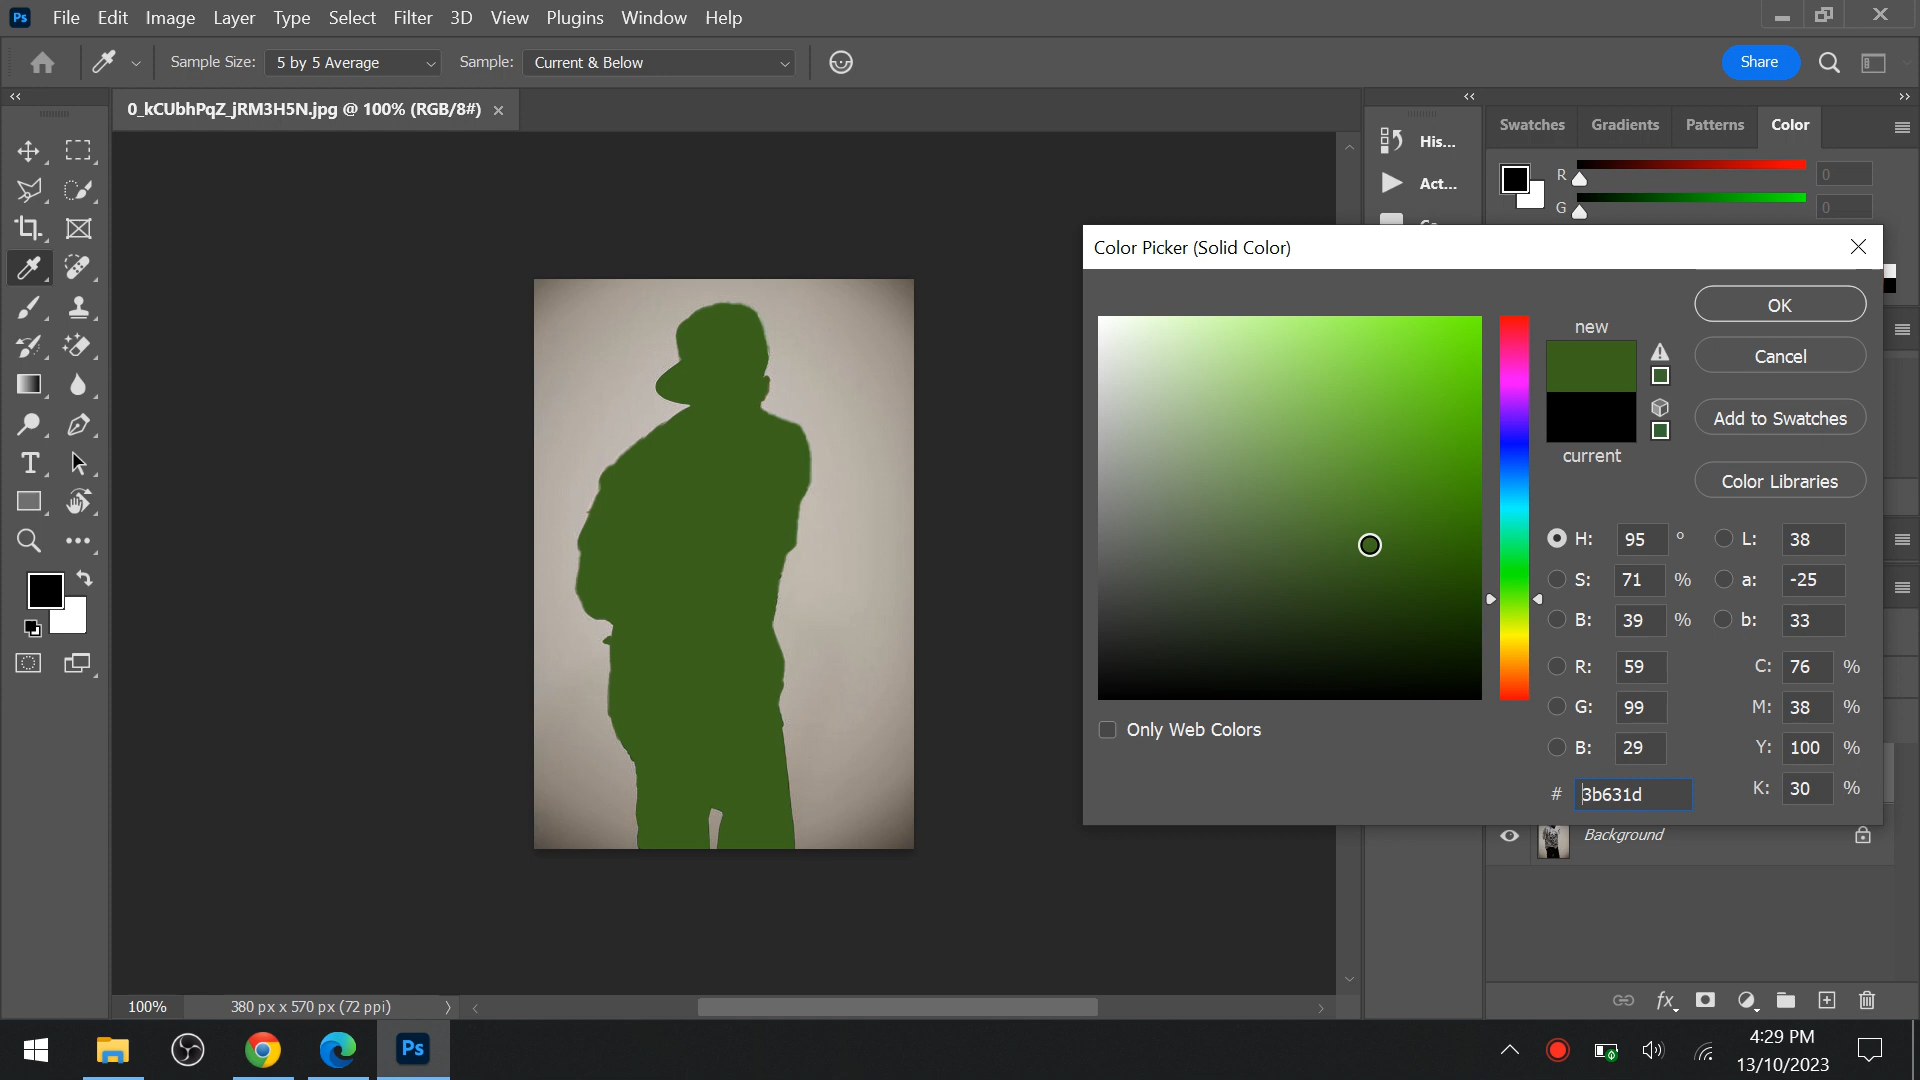 Ps File Edit Image Layer Type Select Filter 3D View Plugins Window Help
Sample Size: 5 by 5 Average Sample: Current & Below Share
0_kCUbhPqZ_jRM3H5N.jpg @ 100% (RGB/8#)
Swatches Gradients Patterns Color
His...
Act...
R 0
G 0
Color Picker (Solid Color)
new
current
OK
Cancel
Add to Swatches
Color Libraries
H: 95 ° L: 38
S: 71 % a: -25
B: 39 % b: 33
R: 59 C: 76 %
G: 99 M: 38 %
B: 29 Y: 100 %
# 3b631d K: 30 %
Only Web Colors
Background
fx
100% 380 px x 570 px (72 ppi)
Ps
4:29 PM
13/10/2023